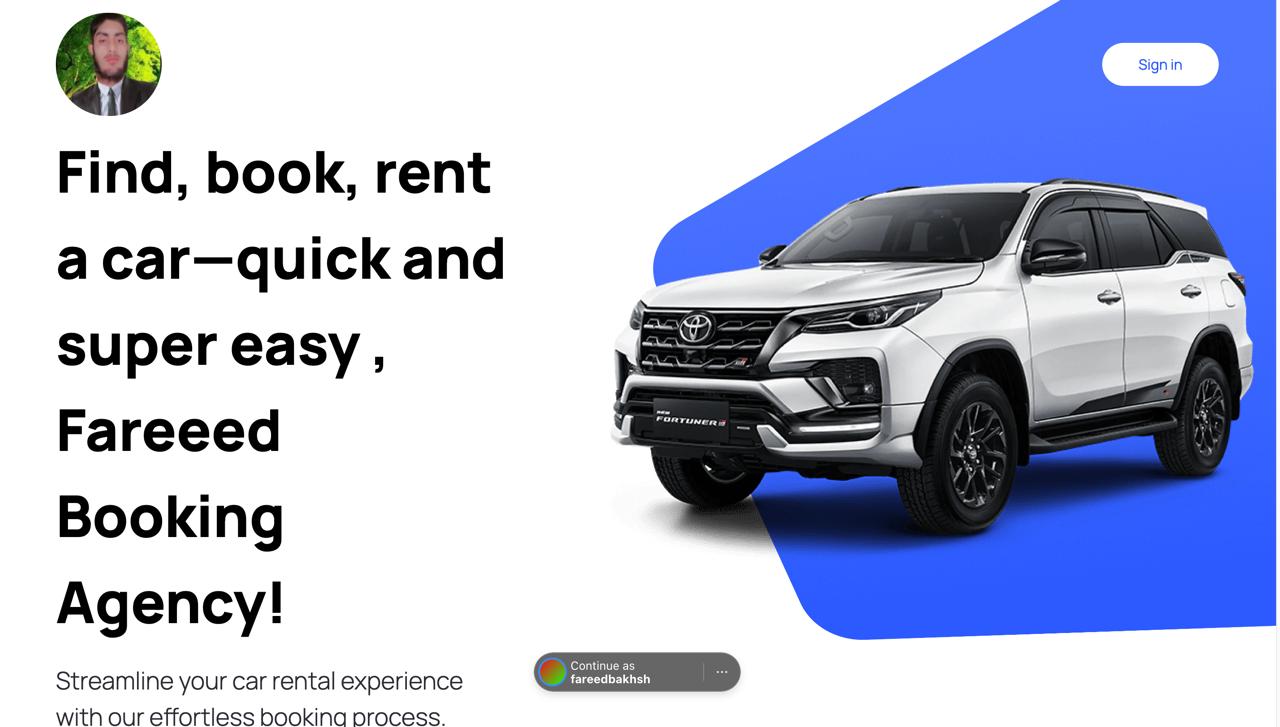 Sign in
Find, book, rent
a car—quick and
super easy ,
Fareeed
Booking
Agency!
NEW
FORTUNER
Continue as
fareedbakhsh
Streamline your car rental experience
with our effortless booking process.